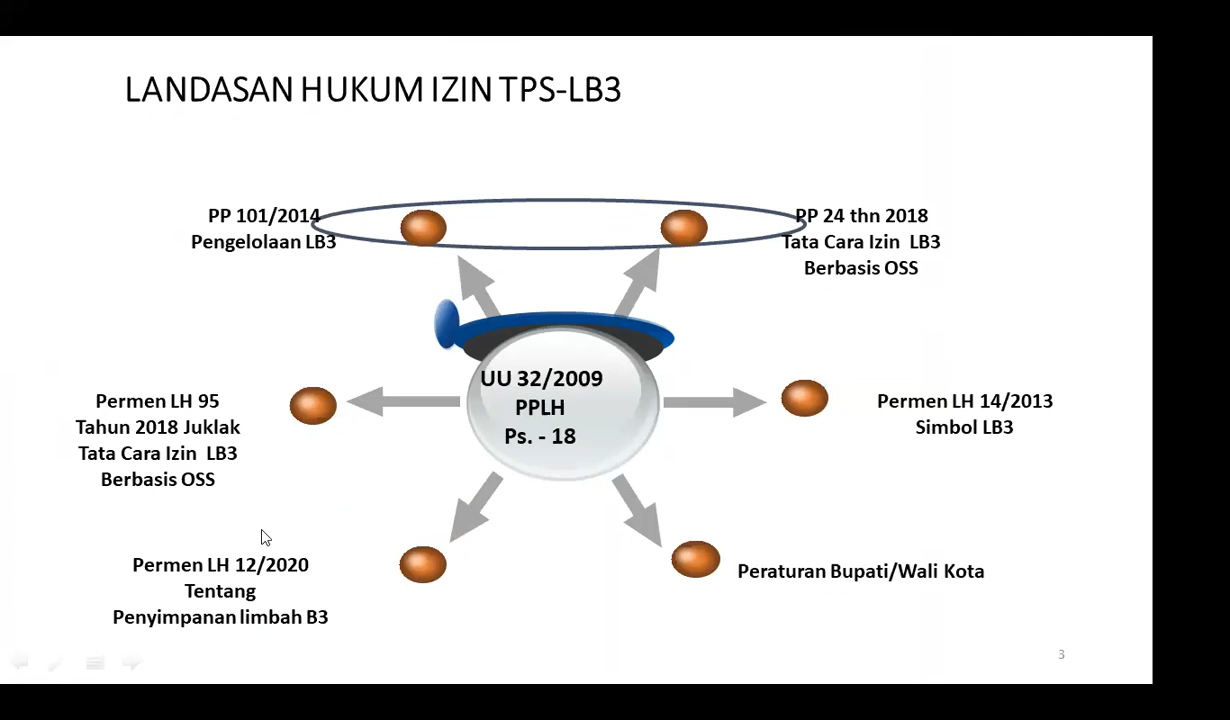 LANDASAN HUKUM IZIN TPS-LB3
PP 101/2014
Pengelolaan LB3
PP 24 thn 2018
Tata Cara Izin LB3
Berbasis OSS
UU 32/2009
PPLH
Ps. - 18
Permen LH 95
Tahun 2018 Juklak
Tata Cara Izin LB3
Berbasis OSS
Permen LH 14/2013
Simbol LB3
Permen LH 12/2020
Tentang
Penyimpanan limbah B3
Peraturan Bupati/Wali Kota
3